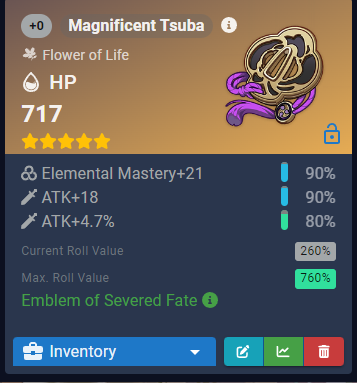 +0 Magnificent Tsuba
Flower of Life
HP
717
Elemental Mastery+21 90%
ATK+18 90%
ATK+4.7% 80%
Current Roll Value 260%
Max. Roll Value 760%
Emblem of Severed Fate
Inventory